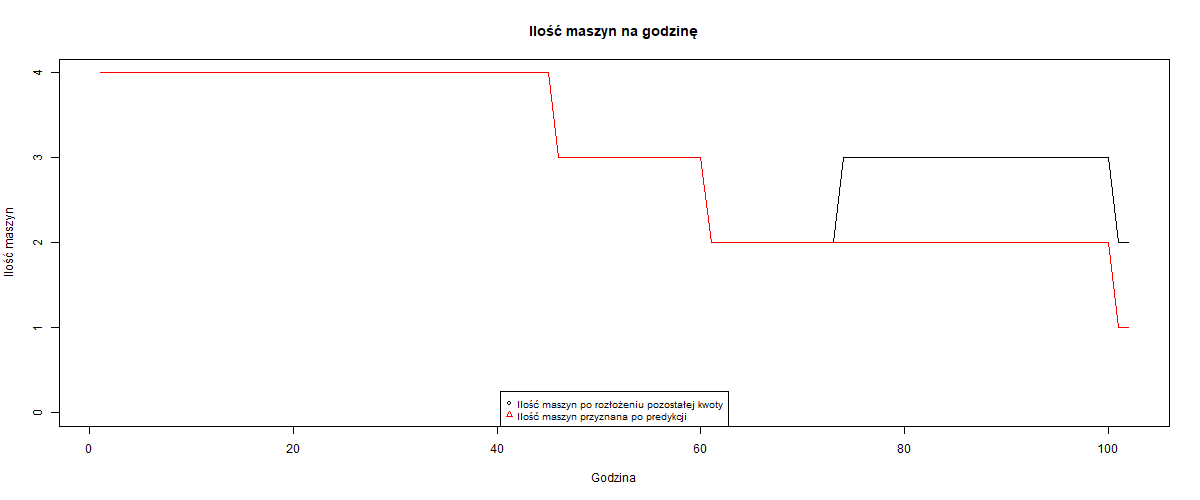 Ilość maszyn na godzinę
Ilość maszyn
4
3
2
1
0
Ilość maszyn po rozłożeniu pozostałej kwoty
Ilość maszyn przyznana po predykcji
0 20 40 60 80 100
Godzina